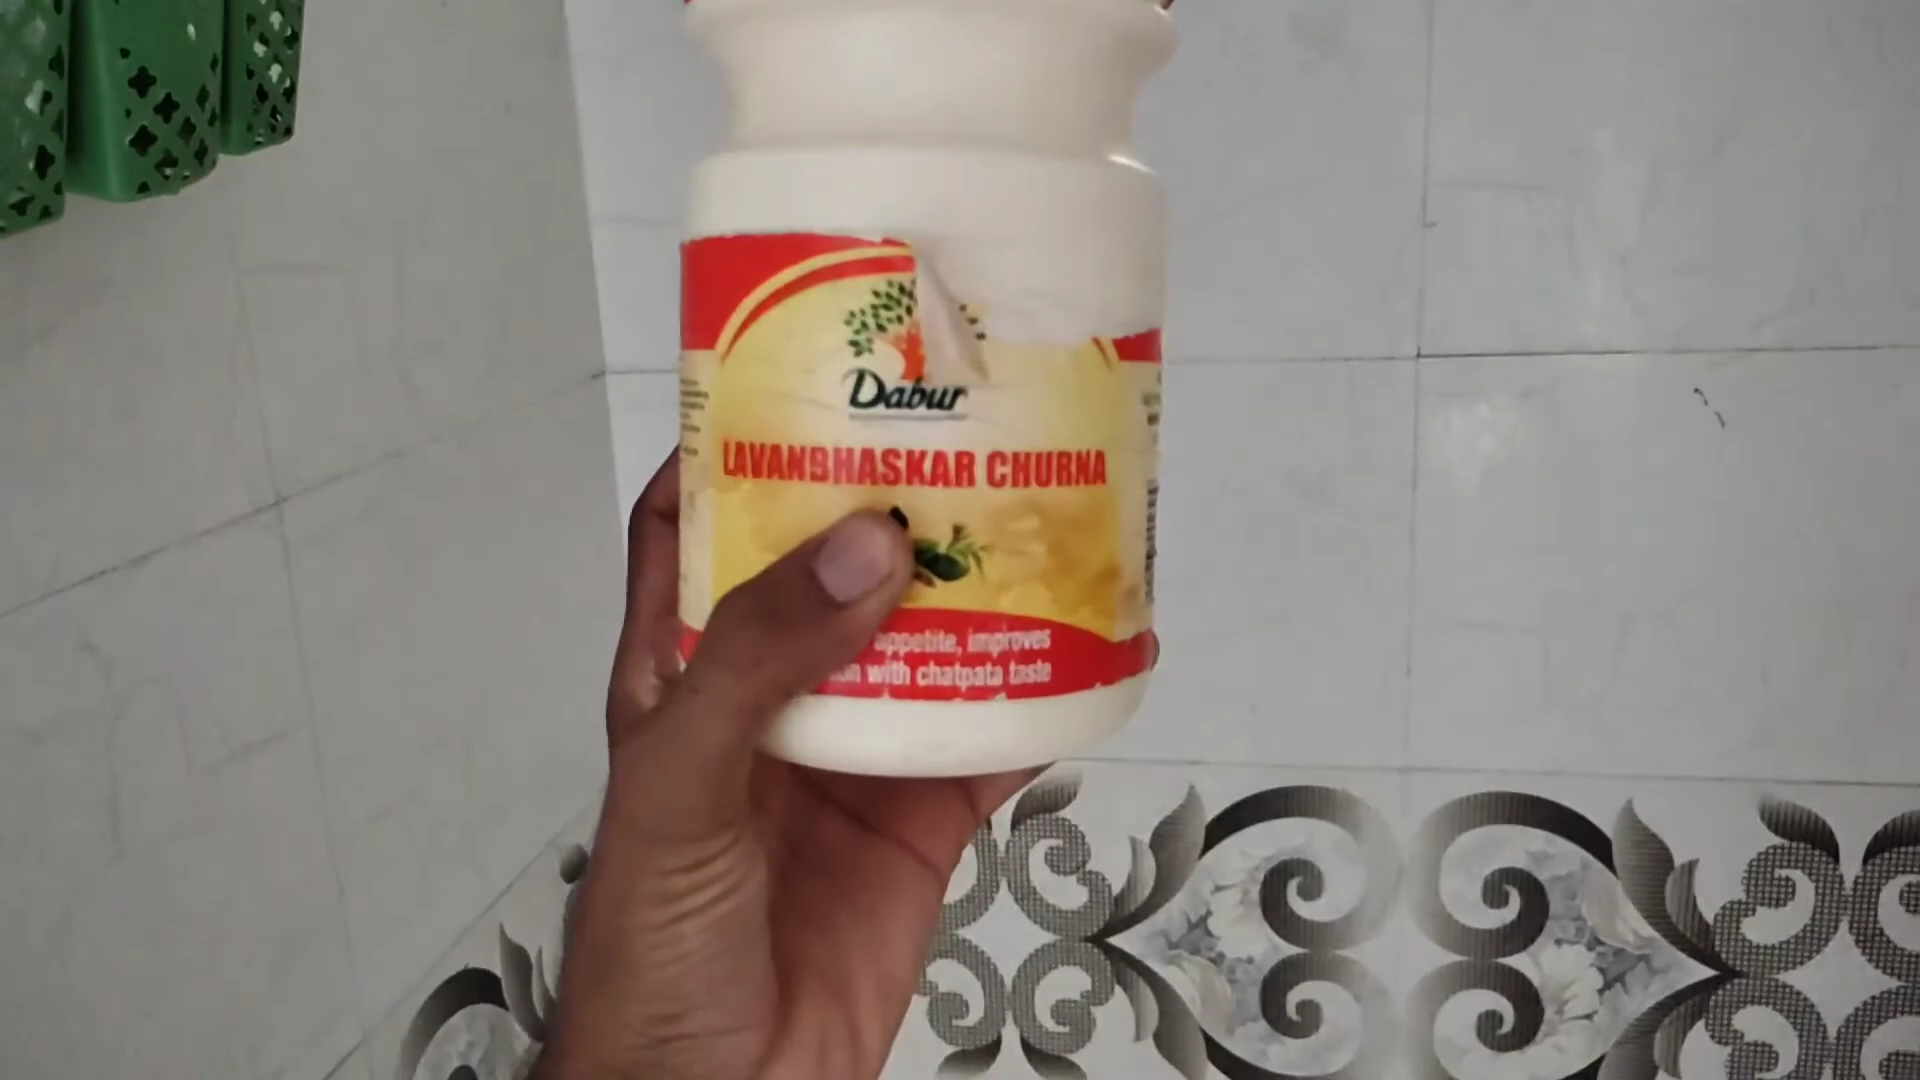 Dabur
LAVANBHASKAR CHURNA
appetite, improves
with chatpata taste